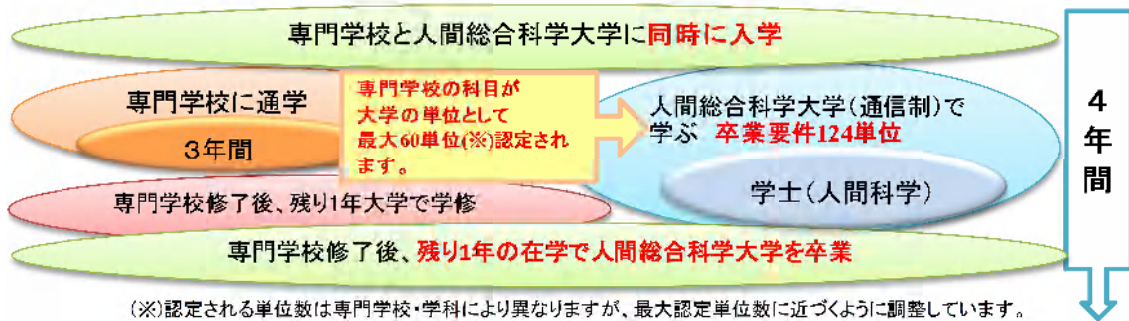 専門学校と人間総合科学大学に同時に入学
専門学校に通学
3年間
専門学校の科目が
大学の単位として
最大60単位(※)認定され
ます。
人間総合科学大学(通信制)で
学ぶ 卒業要件124単位
学士(人間科学)
専門学校修了後、残り1年大学で学修
専門学校修了後、残り1年の在学で人間総合科学大学を卒業
4
年
間
(※)認定される単位数は専門学校・学科により異なりますが、最大認定単位数に近づくように調整しています。